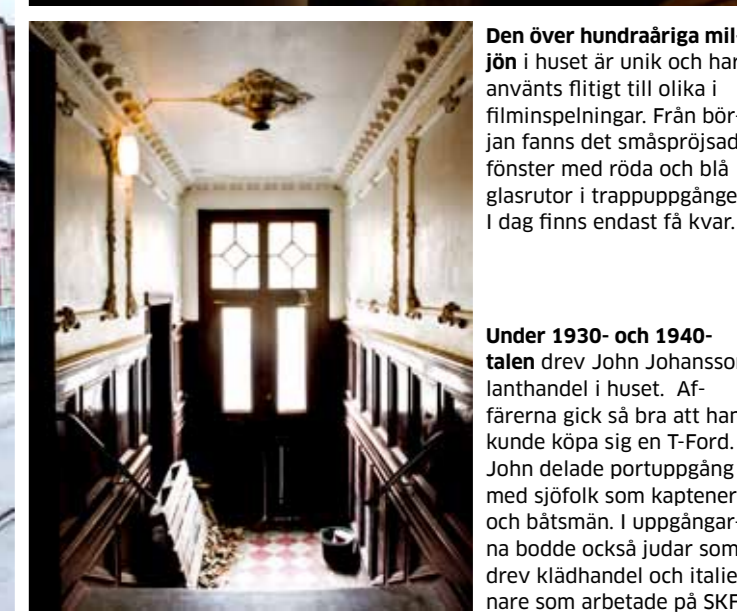 Den över hundraåriga mil-
jön i huset är unik och har
använts flitigt till olika i
filminspelningar. Från bör-
jan fanns det småspröjsad
fönster med röda och blå
glasrutor i trappuppgånge
I dag finns endast få kvar.
Under 1930- och 1940-
talen drev John Johansson
lanthandel i huset. Af-
färerna gick så bra att han
kunde köpa sig en T-Ford.
John delade portuppgång
med sjöfolk som kaptener
och båtsmän. I uppgångar-
na bodde också judar som
drev klädhandel och italie
nare som arbetade på SKF